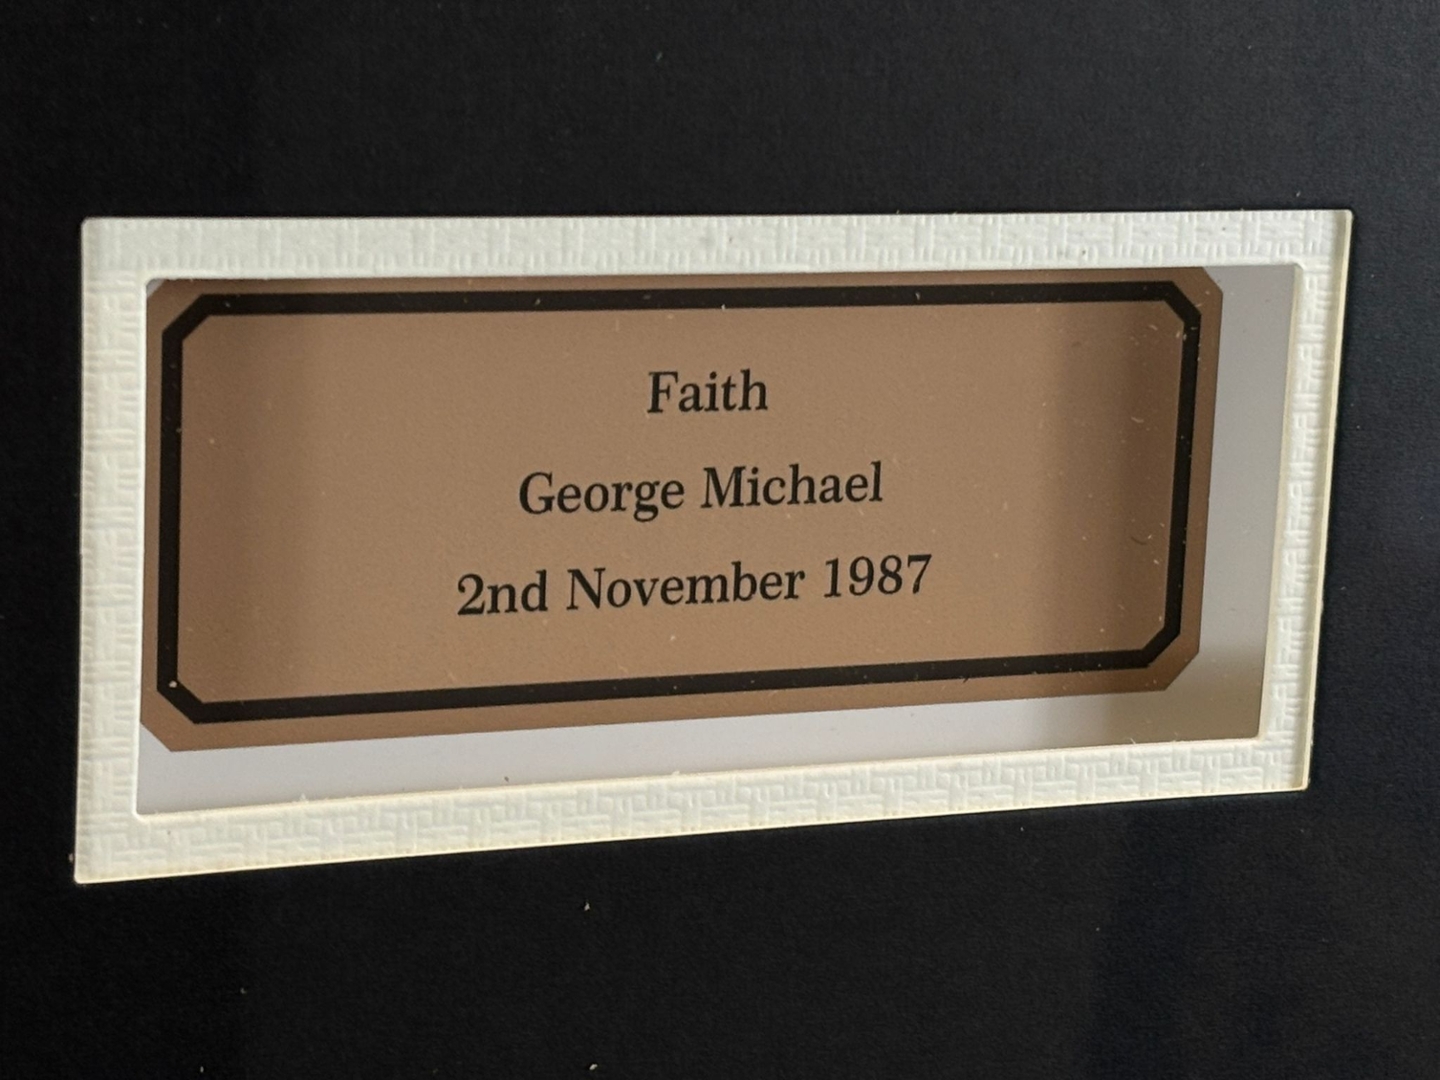 Faith
George Michael
2nd November 1987